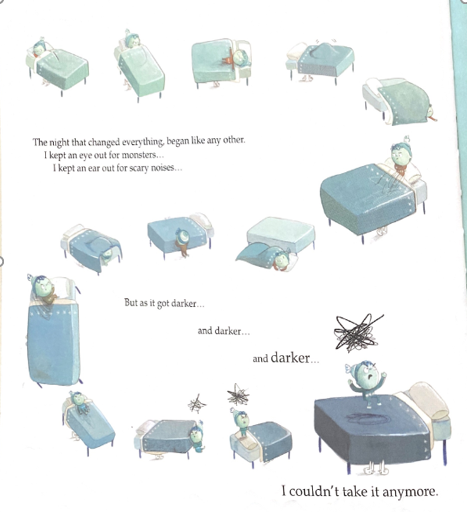 The night that changed everything, began like any other.
I kept an eye out for monsters...
I kept an ear out for scary noises...
But as it got darker...
and darker...
and darker...
I couldn't take it anymore.